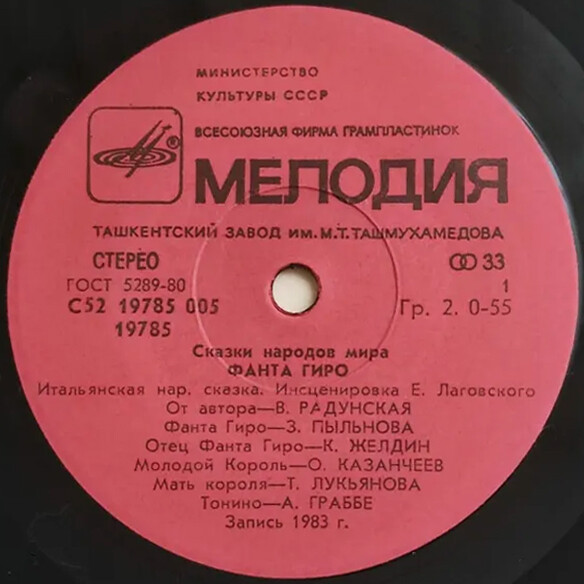 МИНИСТЕРСТВО
КУЛЬТУРЫ СССР
ВСЕСОЮЗНАЯ ФИРМА ГРАМПЛАСТИНОК
®
МЕЛОДИЯ
ТАШКЕНТСКИЙ ЗАВОД ИМ. М.Т. ТАШМУХАМЕДОВА
СТЕРЕО 33
ГОСТ 5289-80 1
С52 19785 005 Гр. 2. 0-55
19785
Сказки народов мира
ФАНТА ГИРО
Итальянская нар. сказка. Инсценировка Е. Лаговского
От автора—В. РАДУНСКАЯ
Фанта Гиро—З. ПЫЛЬНОВА
Отец Фанта Гиро—К. ЖЕЛДИН
Молодой Король—О. КАЗАНЧЕЕВ
Мать короля—Т. ЛУКЬЯНОВА
Тонино—А. ГРАББЕ
Запись 1983 г.